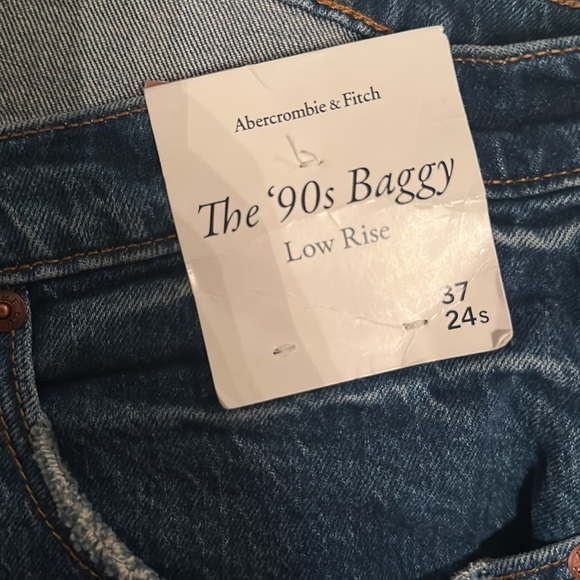 Abercrombie & Fitch
The ‘90s Baggy
Low Rise
37
24s